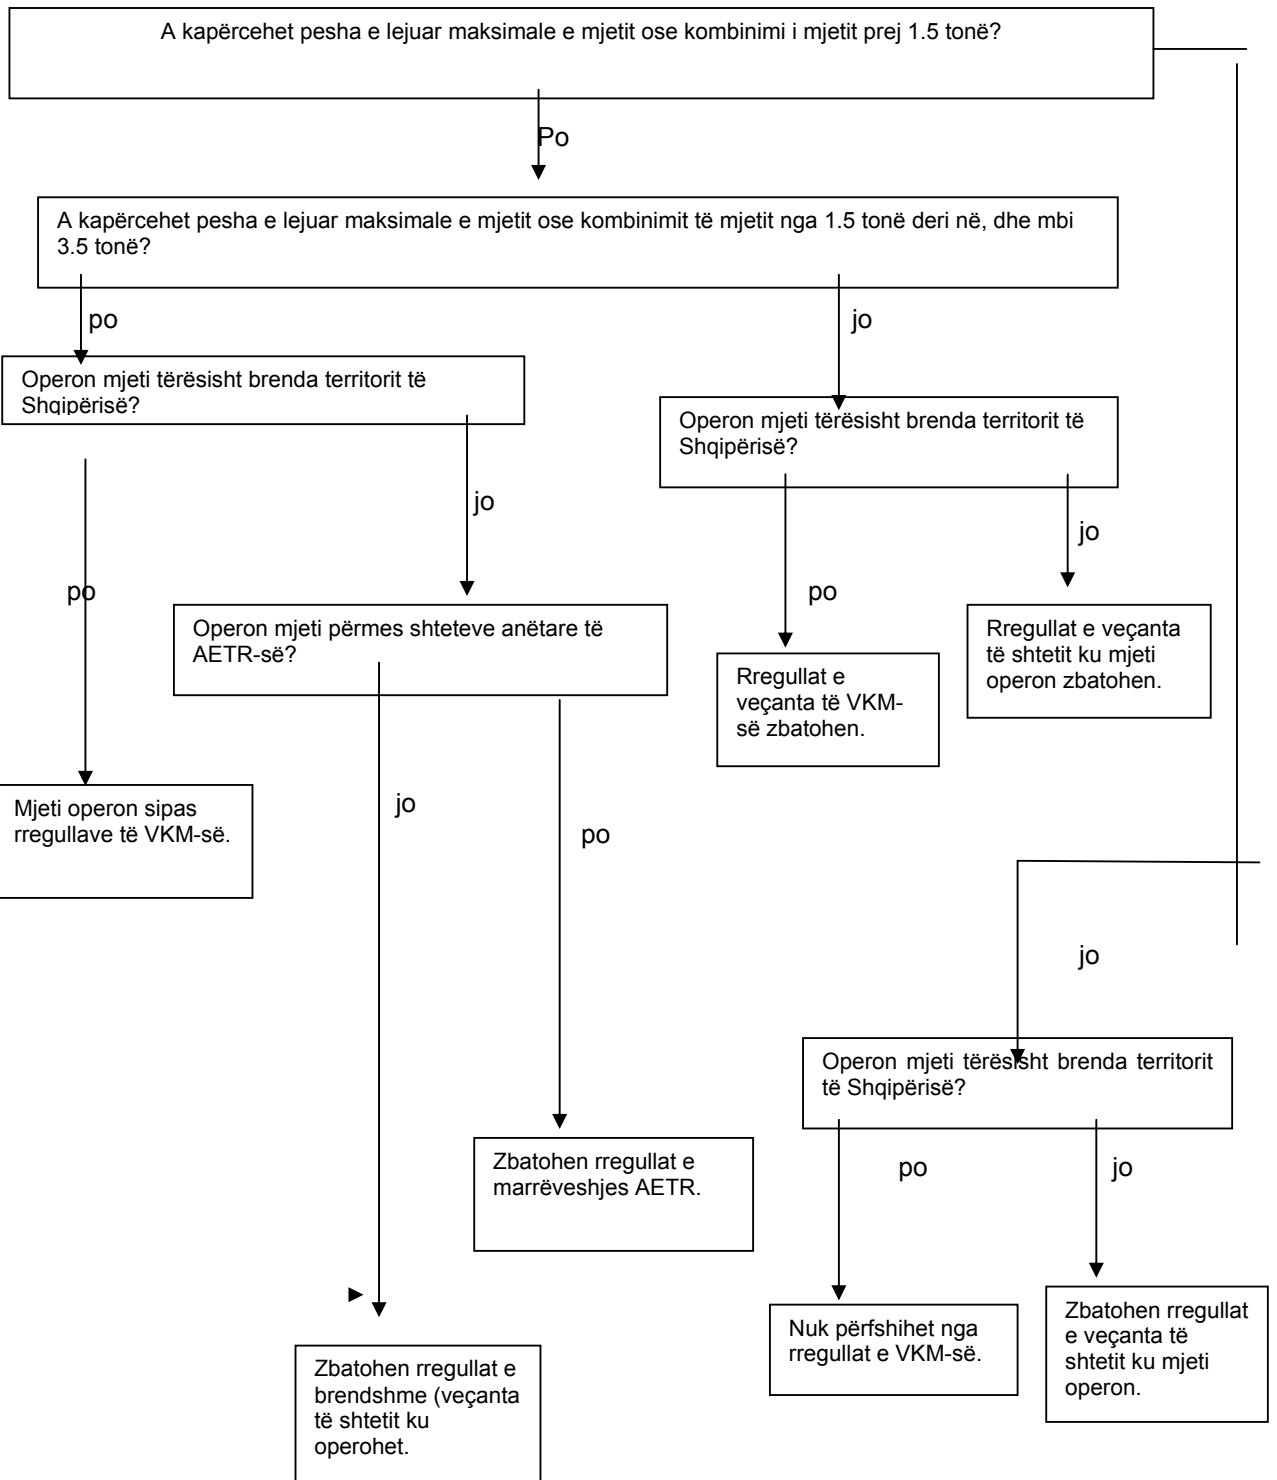 A kapërcehet pesha e lejuar maksimale e mjetit ose kombinimi i mjetit prej 1.5 tonë?
Po
A kapërcehet pesha e lejuar maksimale e mjetit ose kombinimit të mjetit nga 1.5 tonë deri në, dhe mbi
3.5 tonë?
po
jo
Operon mjeti tërësisht brenda territorit të
Shqipërisë?
Operon mjeti tërësisht brenda territorit të
Shqipërisë?
jo
jo
po
po
Operon mjeti përmes shteteve anëtare të
AETR-së?
Rregullat e veçanta
të shtetit ku mjeti
operon zbatohen.
Rregullat e
veçanta të VKM-
së zbatohen.
Mjeti operon sipas
rregullave të VKM-së.
jo
po
jo
Operon mjeti tërësisht brenda territorit
të Shqipërisë?
Zbatohen rregullat e
marrëveshjes AETR.
po
jo
Nuk përfshihet nga
rregullat e VKM-së.
Zbatohen rregullat
e veçanta të
shtetit ku mjeti
operon.
Zbatohen rregullat e
brendshme (veçanta
të shtetit ku
operohet.